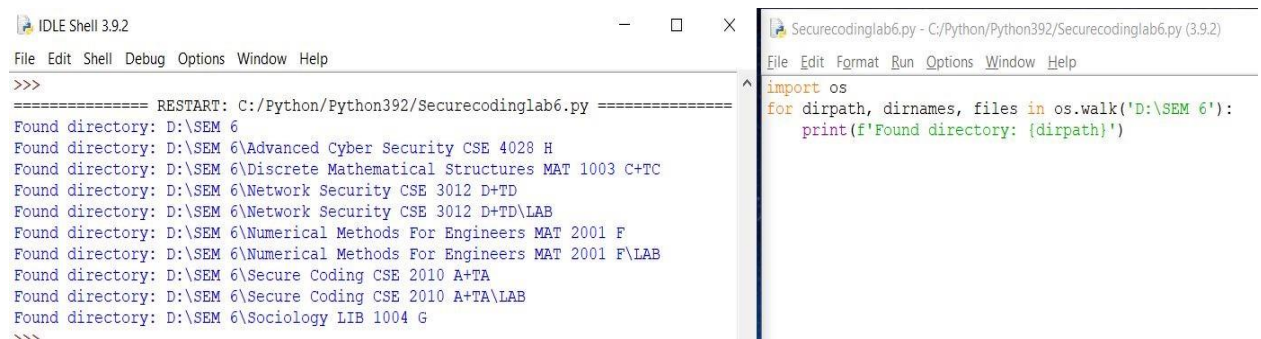 IDLE Shell 3.9.2
File Edit Shell Debug Options Window Help
>>>
=============== RESTART: C:/Python/Python392/Securecodinglab6.py ===============
Found directory: D:\SEM 6
Found directory: D:\SEM 6\Advanced Cyber Security CSE 4028 H
Found directory: D:\SEM 6\Discrete Mathematical Structures MAT 1003 C+TC
Found directory: D:\SEM 6\Network Security CSE 3012 D+TD
Found directory: D:\SEM 6\Network Security CSE 3012 D+TD\LAB
Found directory: D:\SEM 6\Numerical Methods For Engineers MAT 2001 F
Found directory: D:\SEM 6\Numerical Methods For Engineers MAT 2001 F\LAB
Found directory: D:\SEM 6\Secure Coding CSE 2010 A+TA
Found directory: D:\SEM 6\Secure Coding CSE 2010 A+TA\LAB
Found directory: D:\SEM 6\Sociology LIB 1004 G
>>>
Securecodinglab6.py - C:/Python/Python392/Securecodinglab6.py (3.9.2)
File Edit Format Run Options Window Help
import os
for dirpath, dirnames, files in os.walk('D:\SEM 6'):
    print(f'Found directory: {dirpath}')